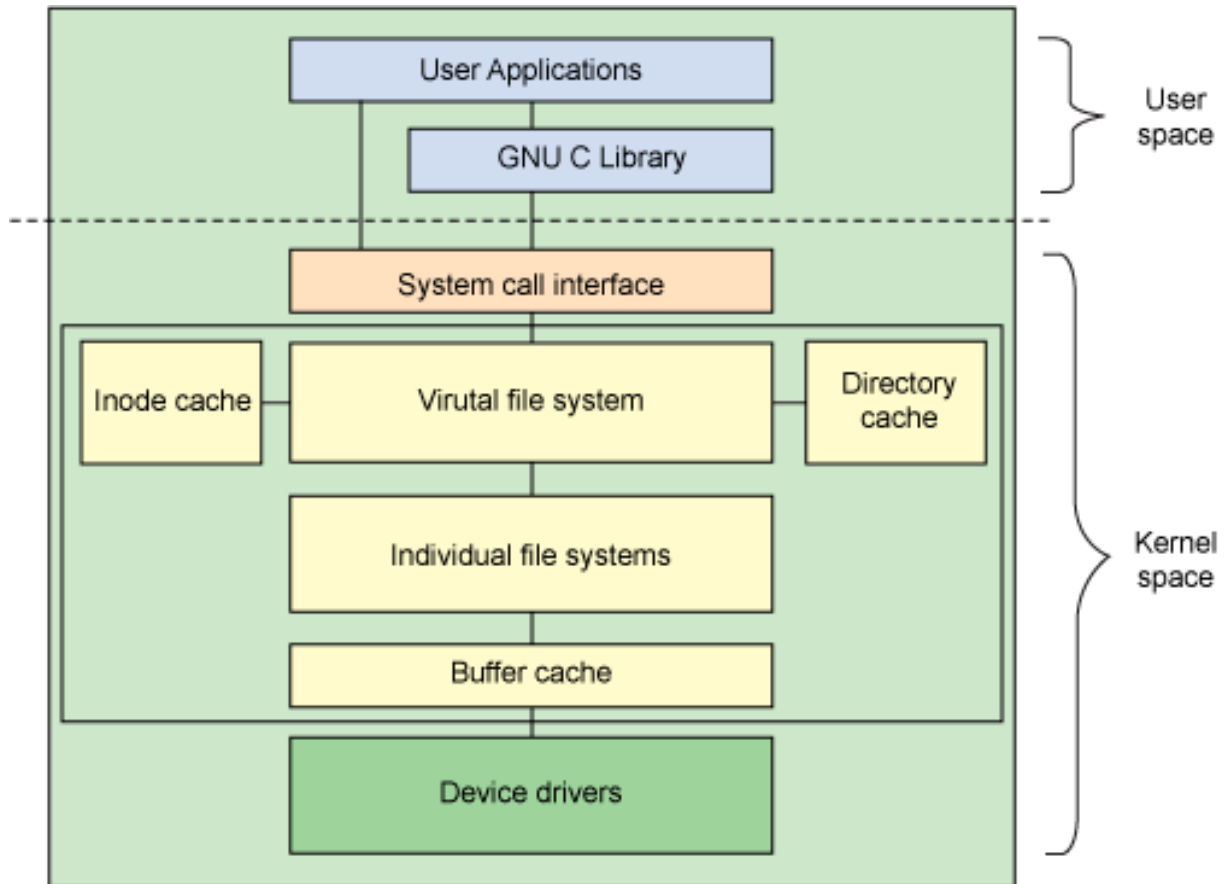 User Applications
User
space
GNU C Library
System call interface
Inode cache
Virutal file system
Directory
cache
Individual file systems
Kernel
space
Buffer cache
Device drivers